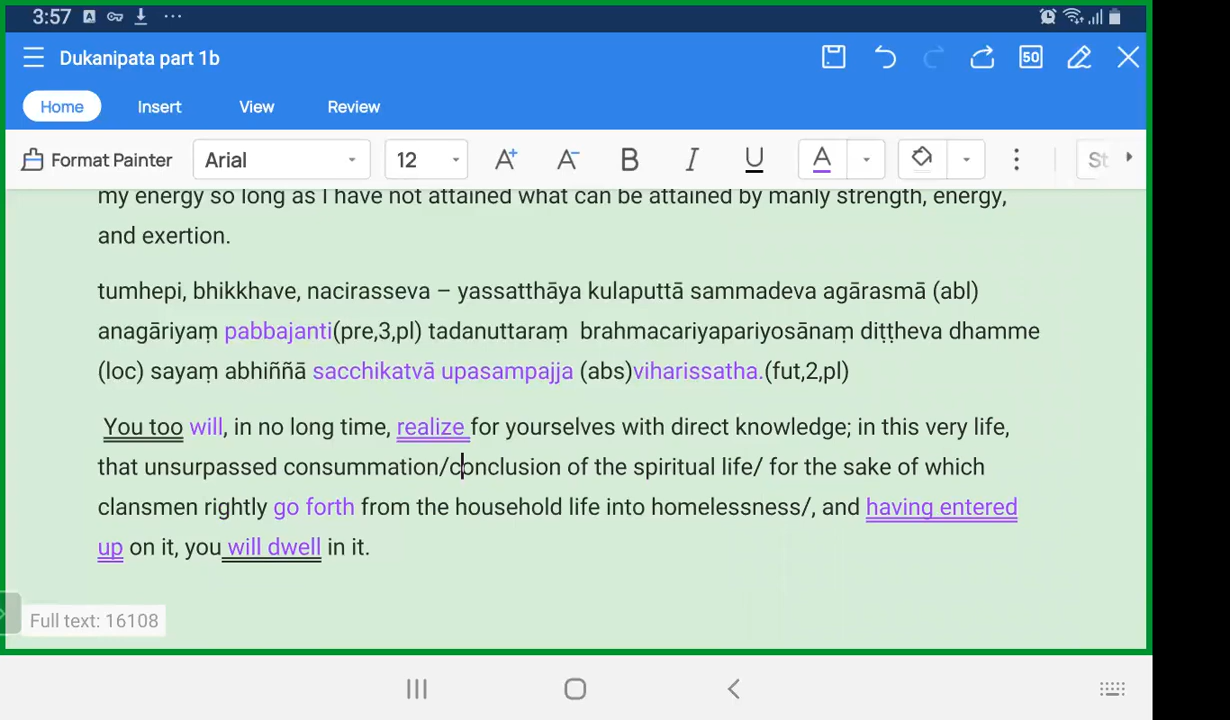 3:57 A ...
Dukanipata part 1b 50
Home Insert View Review
Format Painter Arial 12 A+ A- B I U A St
my energy so long as I have not attained what can be attained by manly strength, energy,
and exertion.
tumhepi, bhikkhave, nacirasseva – yassatthāya kulaputtā sammadeva agārasmā (abl)
anagāriyaṃ pabbajanti(pre,3,pl) tadanuttaraṃ brahmacariyapariyosānaṃ diṭṭheva dhamme
(loc) sayaṃ abhiññā sacchikatvā upasampajja (abs)viharissatha.(fut,2,pl)
You too will, in no long time, realize for yourselves with direct knowledge; in this very life,
that unsurpassed consummation/conclusion of the spiritual life/ for the sake of which
clansmen rightly go forth from the household life into homelessness/, and having entered
up on it, you will dwell in it.
Full text: 16108